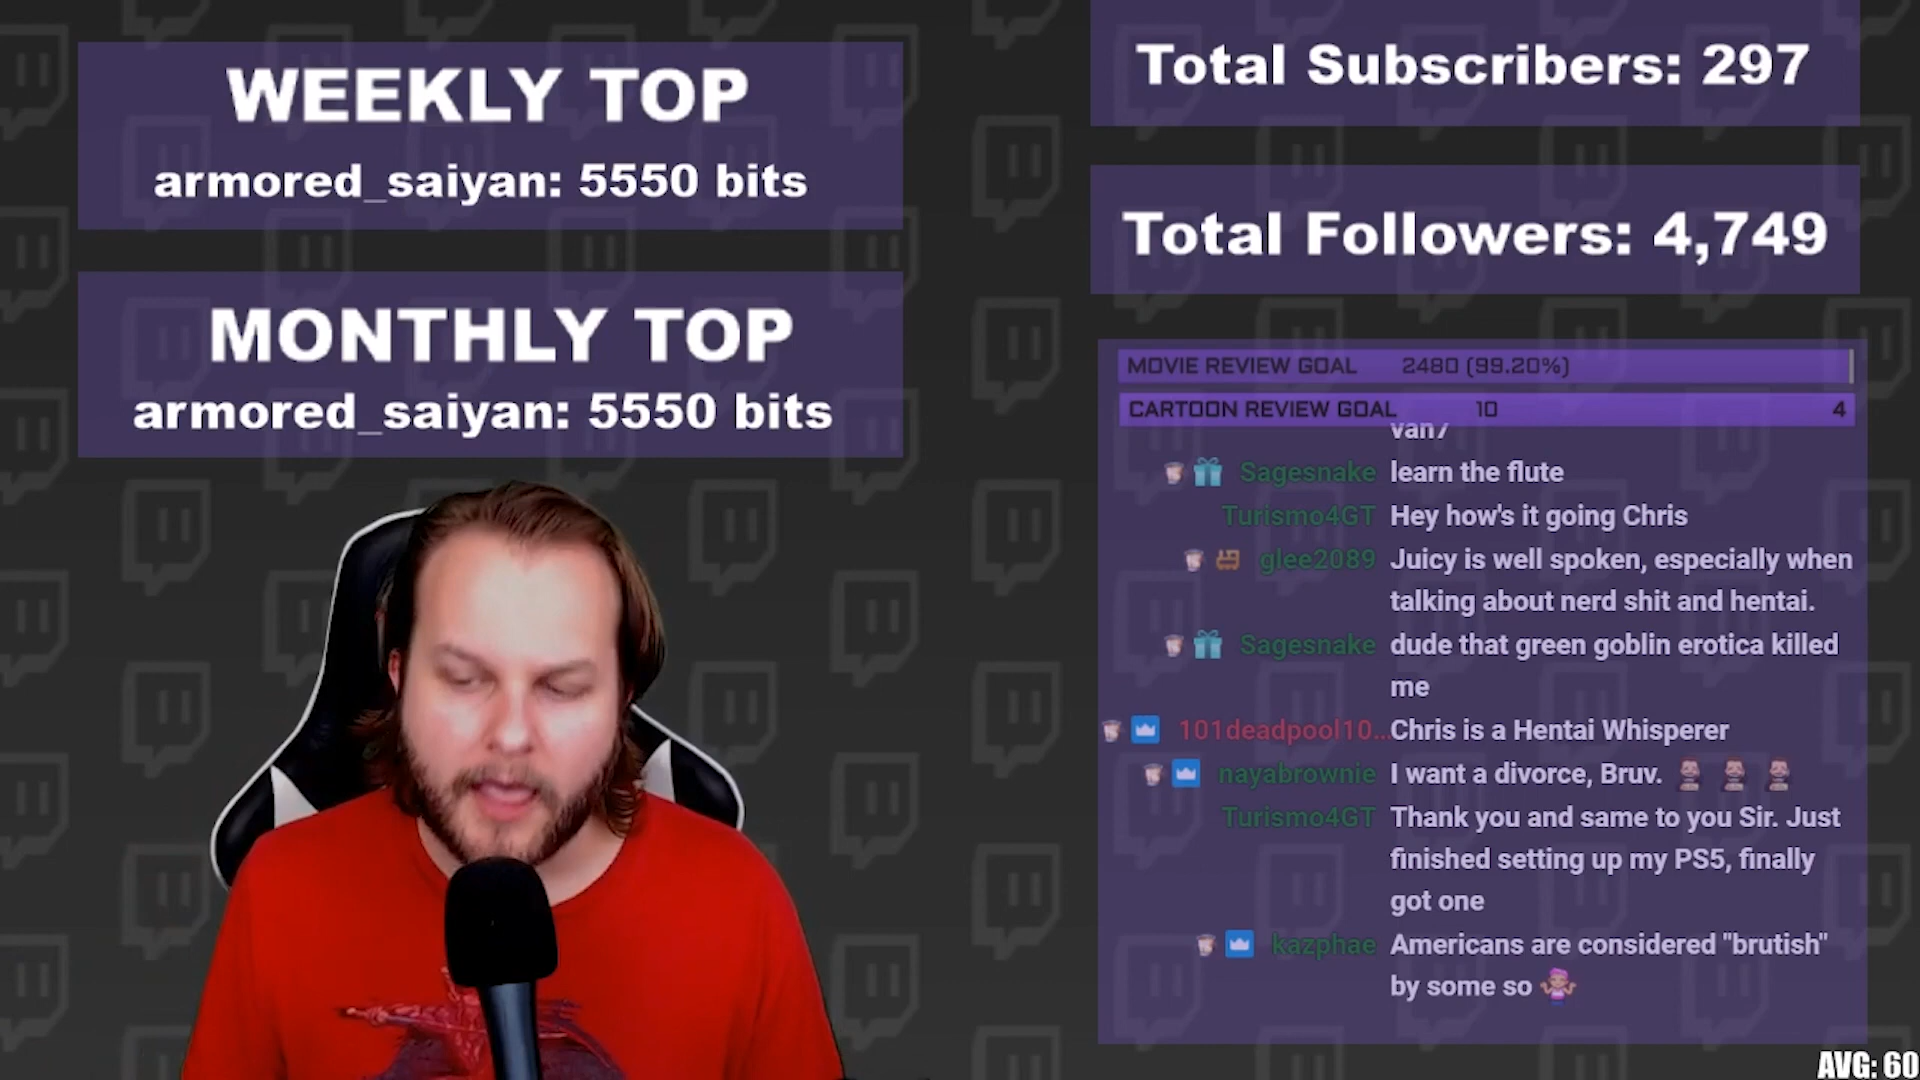 WEEKLY TOP
armored_saiyan: 5550 bits
MONTHLY TOP
armored_saiyan: 5550 bits
Total Subscribers: 297
Total Followers: 4,749
MOVIE REVIEW GOAL 2480 (99.20%)
CARTOON REVIEW GOAL 10 4
van7
Sagesnake learn the flute
Turismo4GT Hey how's it going Chris
glee2089 Juicy is well spoken, especially when
talking about nerd shit and hentai.
Sagesnake dude that green goblin erotica killed
me
101deadpool10... Chris is a Hentai Whisperer
nayabrownie I want a divorce, Bruv.
Turismo4GT Thank you and same to you Sir. Just
finished setting up my PS5, finally
got one
kazphae Americans are considered "brutish"
by some so
AVG: 60